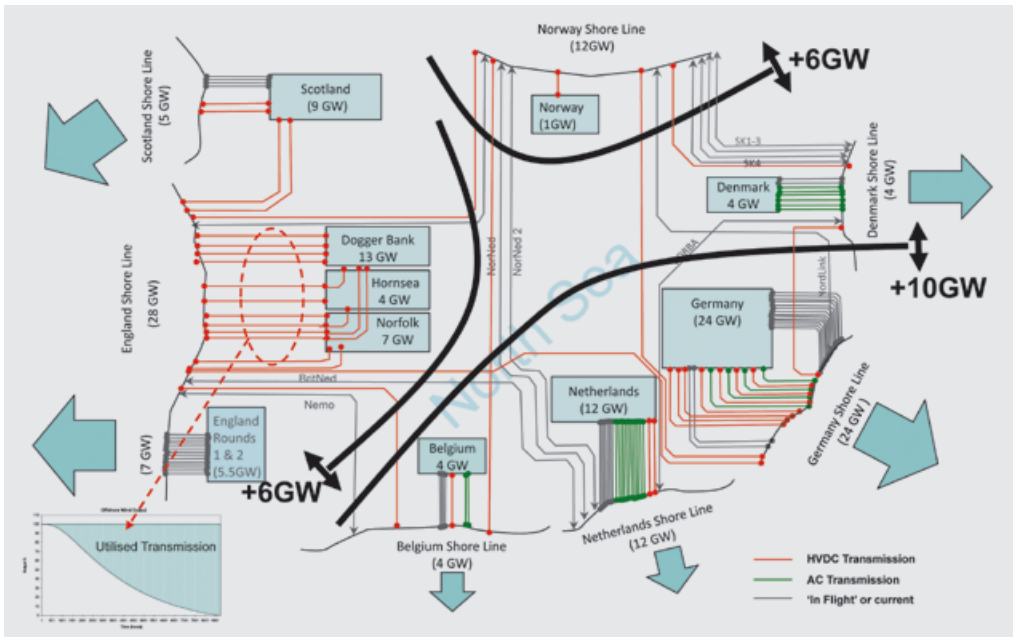 Norway Shore Line
(12GW)
+6GW
Scotland Shore Line
(5 GW)
Scotland
(9 GW)
Norway
(1GW)
SK1-3
SK4
Denmark
4 GW
Denmark Shore Line
(4 GW)
England Shore Line
(28 GW)
Dogger Bank
13 GW
Hornsea
4 GW
Norfolk
7 GW
NorNed
NorNed 2
NordLink
North Sea
+10GW
Germany
(24 GW)
BritNed
Nemo
Netherlands
(12 GW)
Germany Shore Line
(24 GW )
(7 GW)
England
Rounds
1 & 2
(5.5GW)
Belgium
4 GW
+6GW
Utilised Transmission
Belgium Shore Line
(4 GW)
Netherlands Shore Line
(12 GW)
HVDC Transmission
AC Transmission
'In Flight' or current